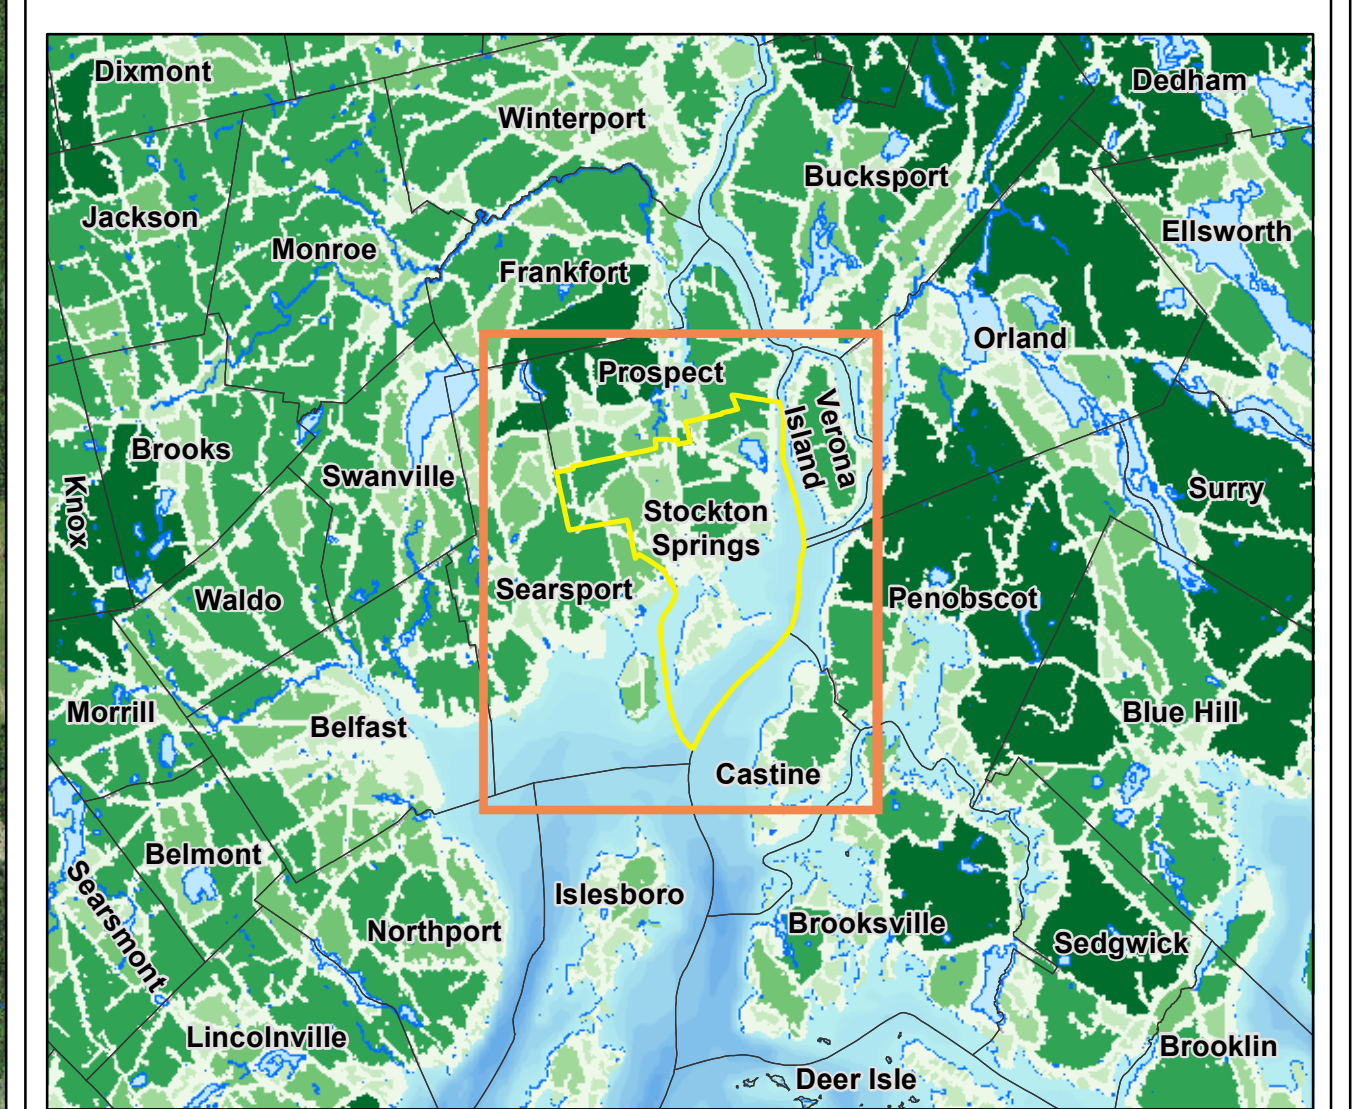 Dixmont
Dedham
Winterport
Bucksport
Jackson
Monroe
Ellsworth
Frankfort
Orland
Prospect
Verona
Island
Brooks
Swanville
Knox
Surry
Stockton
Springs
Searsport
Waldo
Penobscot
Morrill
Belfast
Blue Hill
Castine
Belmont
Searsmont
Islesboro
Northport
Brooksville
Sedgwick
Lincolnville
Brooklin
Deer Isle